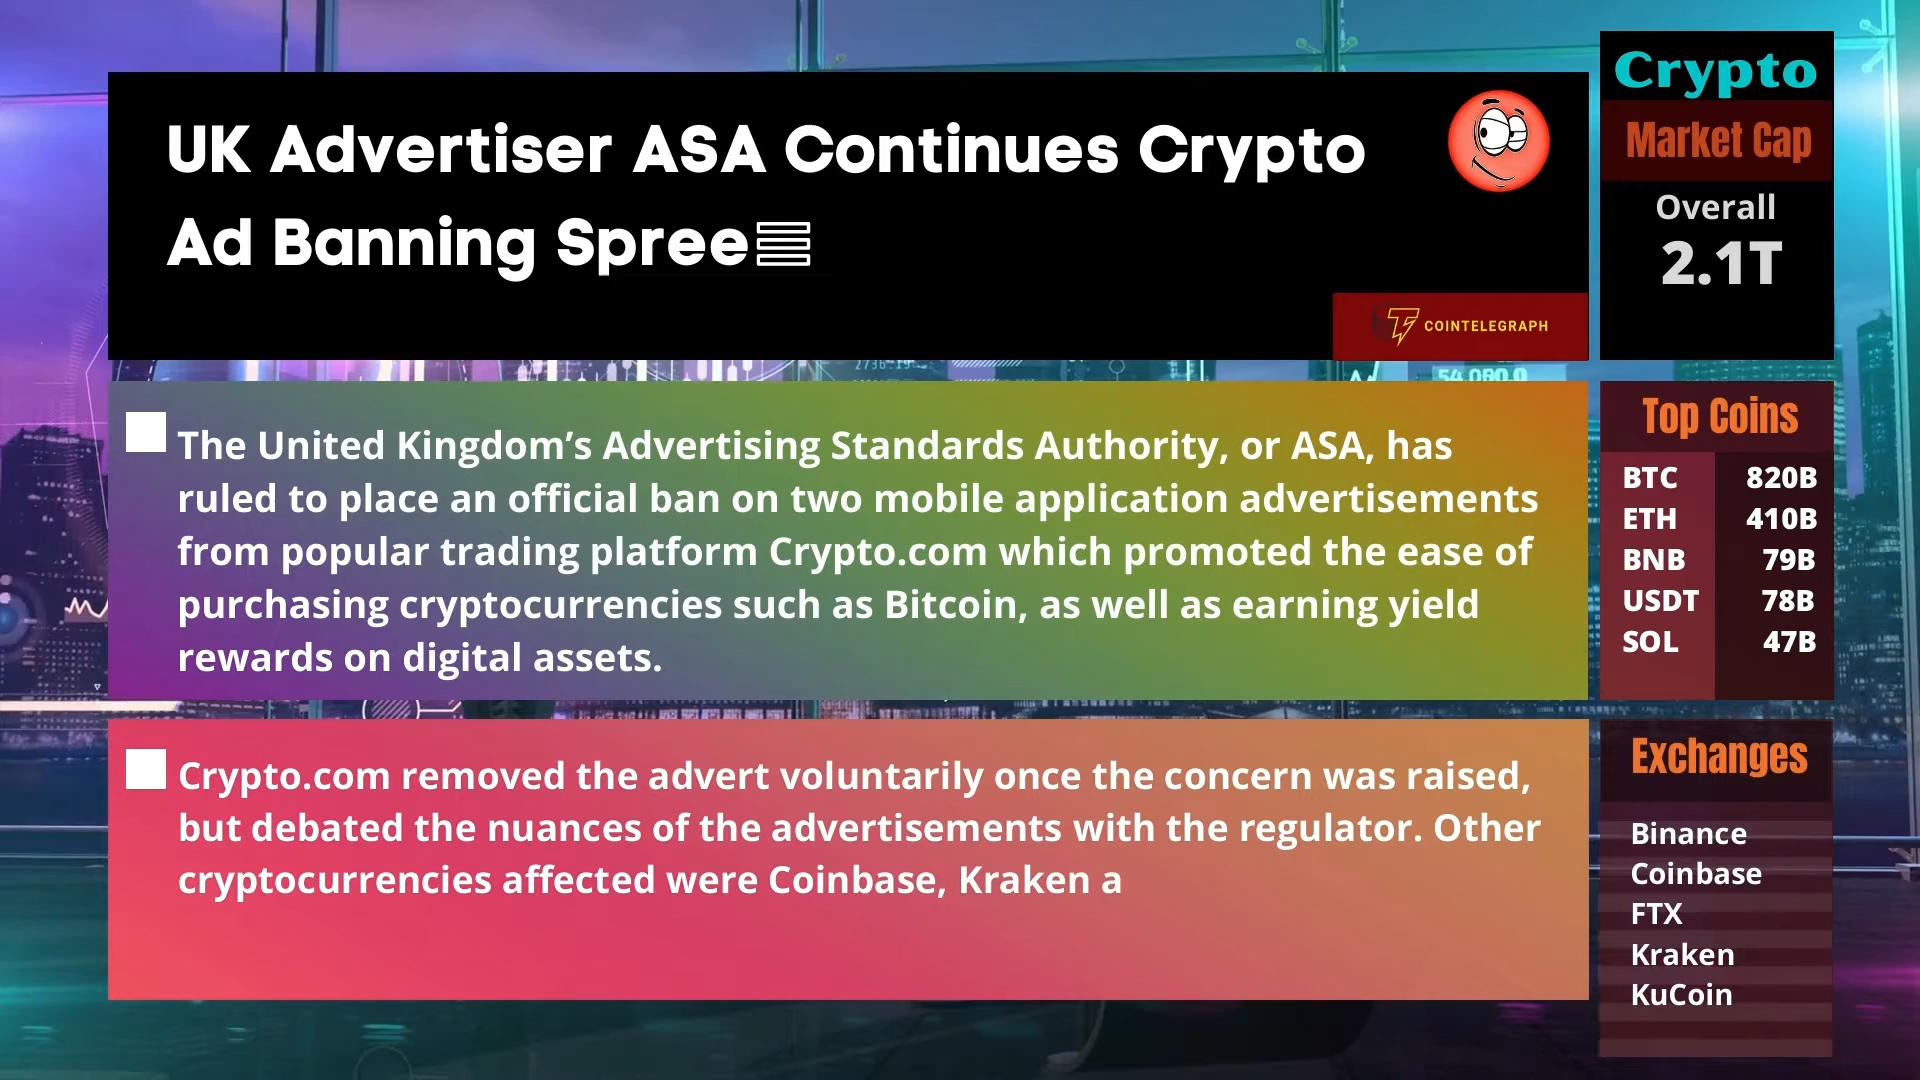 UK Advertiser ASA Continues Crypto
Ad Banning Spree
COINTELEGRAPH
The United Kingdom’s Advertising Standards Authority, or ASA, has
ruled to place an official ban on two mobile application advertisements
from popular trading platform Crypto.com which promoted the ease of
purchasing cryptocurrencies such as Bitcoin, as well as earning yield
rewards on digital assets.
Crypto.com removed the advert voluntarily once the concern was raised,
but debated the nuances of the advertisements with the regulator. Other
cryptocurrencies affected were Coinbase, Kraken a
Crypto
Market Cap
Overall
2.1T
Top Coins
BTC 820B
ETH 410B
BNB 79B
USDT 78B
SOL 47B
Exchanges
Binance
Coinbase
FTX
Kraken
KuCoin